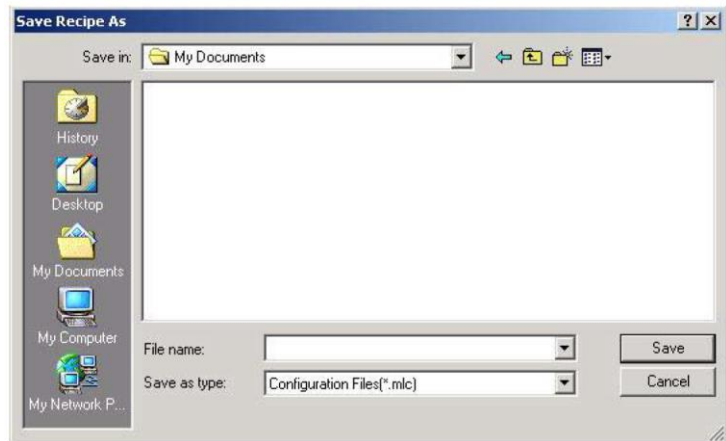 Save Recipe As
Save in: My Documents
History
Desktop
My Documents
My Computer
My Network P...
File name:
Save
Save as type: Configuration Files(*.mlc)
Cancel